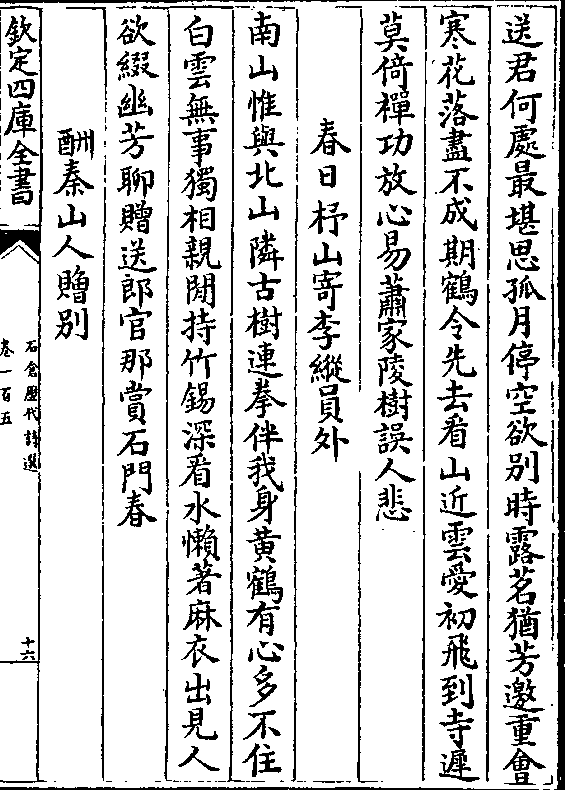 送君何處最堪思孤月停空欲別時露茗猶芳邀重會
寒花落盡不成期鶴令先去看山近雲愛初飛到寺遲
莫倚禪功放心易蕭家陵樹誤人悲
春日杼山寄李縱員外
南山惟與北山隣古樹連拳伴我身黃鶴有心多不住
白雲無事獨相親閒持竹錫深看水懶著麻衣出見人
欲綴幽芳聊贈送郎官那賞石門春
酬秦山人贈別
欽定四庫全書
石倉歷代詩選
卷一百五
十六